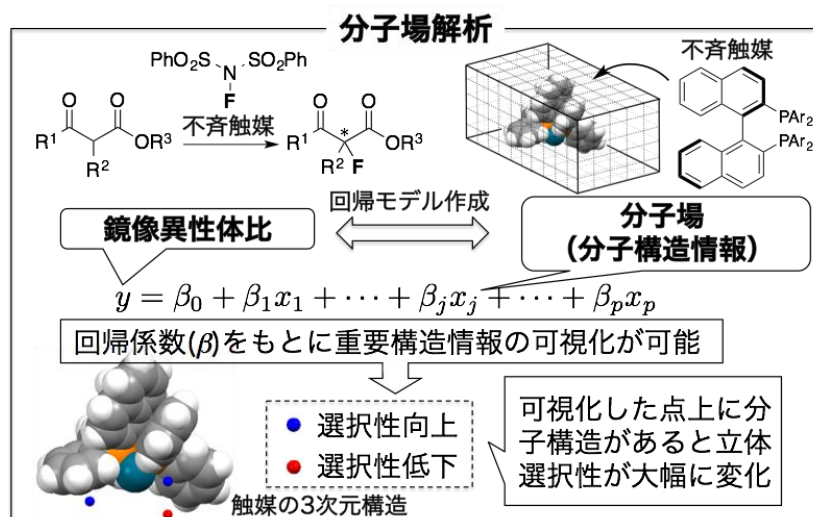 分子場解析
PhO₂S
SO₂Ph
N
F
不斉触媒
O O
R¹ OR³
R²
不斉触媒
O O
*
R¹ OR³
R² F
PAr₂
PAr₂
回帰モデル作成
鏡像異性体比
分子場
(分子構造情報)
y = β₀ + β₁x₁ + ⋯ + βⱼxⱼ + ⋯ + βₚxₚ
回帰係数(β)をもとに重要構造情報の可視化が可能
選択性向上
選択性低下
可視化した点上に分
子構造があると立体
選択性が大幅に変化
触媒の3次元構造